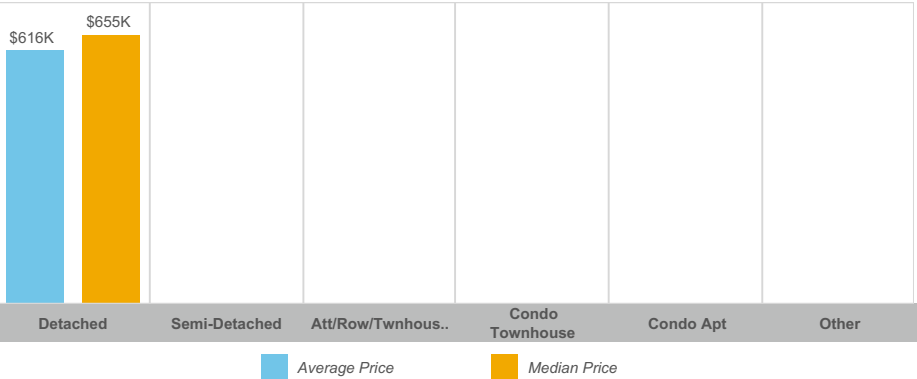 $616K
$655K
Detached
Semi-Detached
Att/Row/Twnhous..
Condo
Townhouse
Condo Apt
Other
Average Price
Median Price